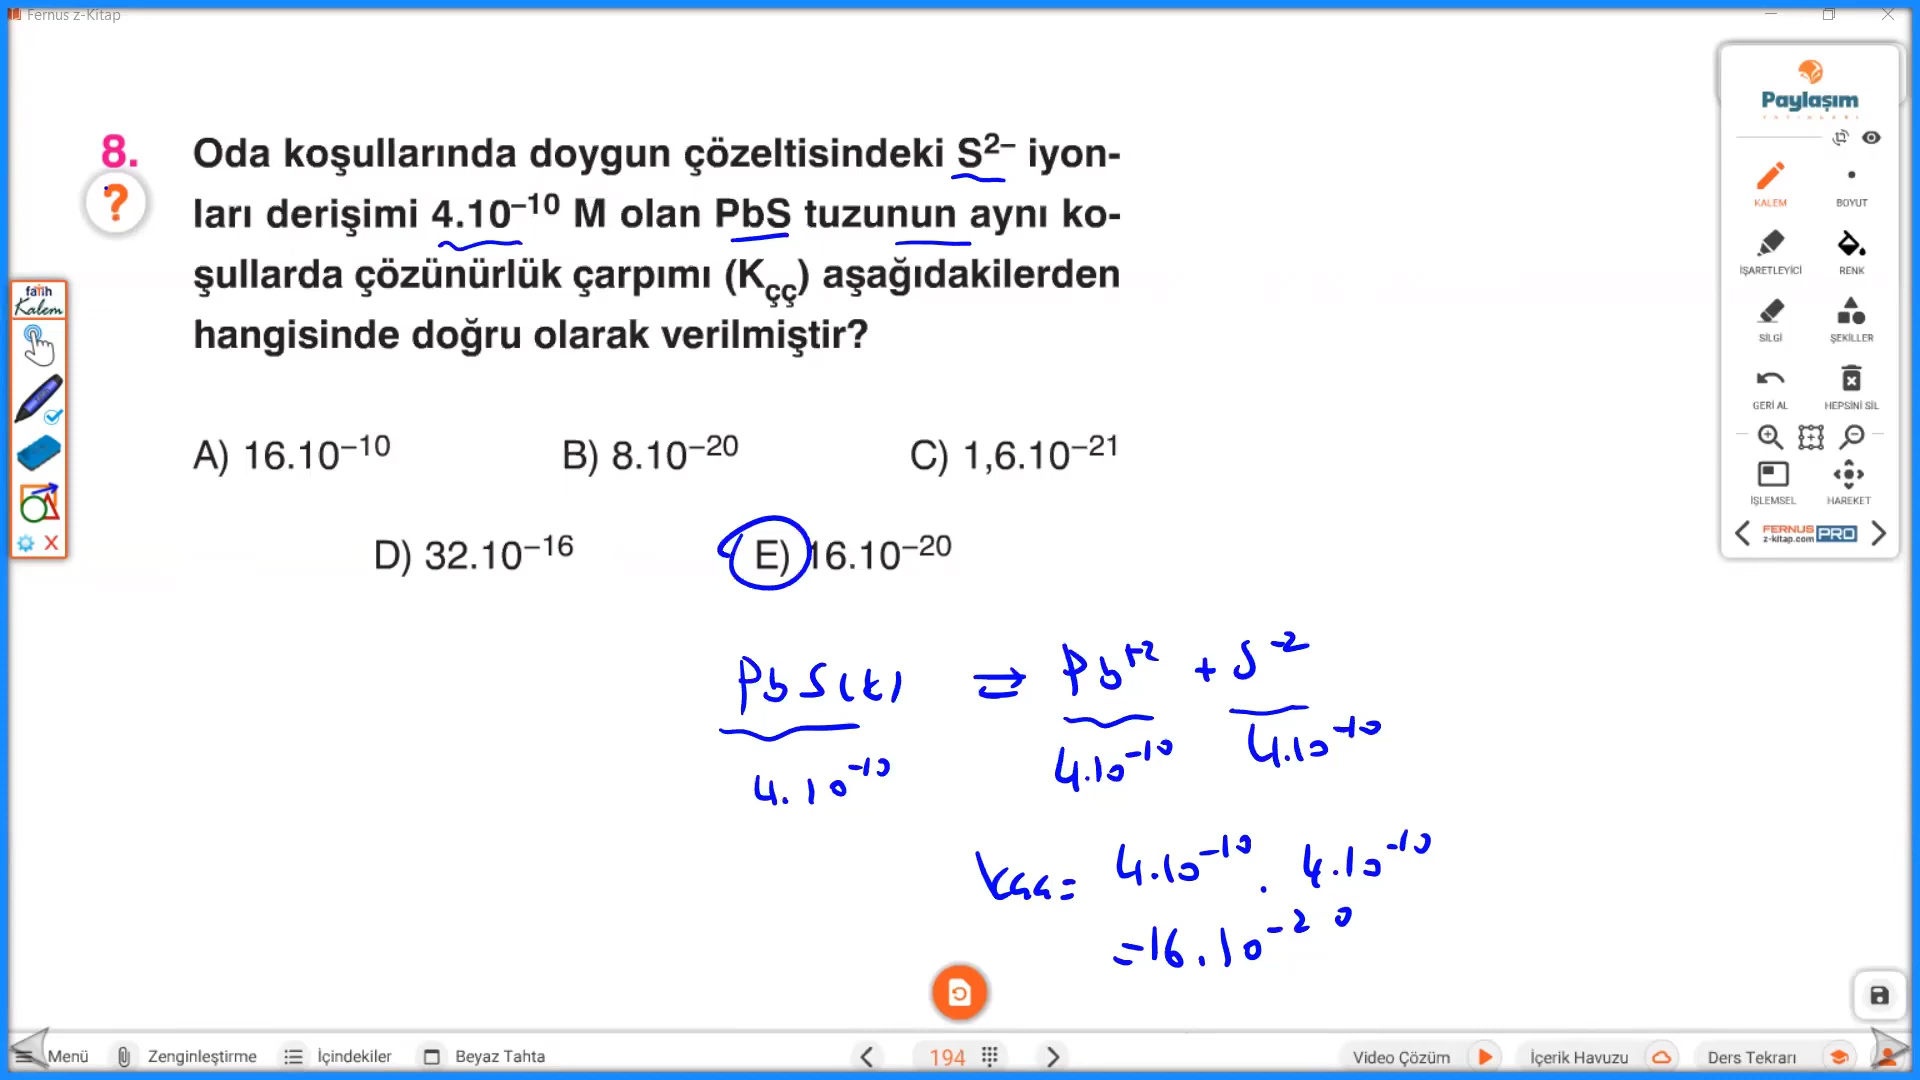 Fernus z-Kitap
8. Oda koşullarında doygun çözeltisindeki S²⁻ iyon-
ları derişimi 4.10⁻¹⁰ M olan PbS tuzunun aynı ko-
şullarda çözünürlük çarpımı (Kçç) aşağıdakilerden
hangisinde doğru olarak verilmiştir?
?
A) 16.10⁻¹⁰ B) 8.10⁻²⁰ C) 1,6.10⁻²¹
D) 32.10⁻¹⁶ E) 16.10⁻²⁰
PbS(k) ⇌ Pb⁺² + S⁻²
4.10⁻¹⁰ 4.10⁻¹⁰ 4.10⁻¹⁰
Kçç = 4.10⁻¹⁰ . 4.10⁻¹⁰
= 16.10⁻²⁰
fatih
Kalem
Paylaşım
YAYINLARI
KALEM BOYUT
İŞARETLEYİCİ RENK
SİLGİ ŞEKİLLER
GERİ AL HEPSİNİ SİL
İŞLEMSEL HAREKET
FERNUS
z-kitap.com PRO
Menü Zenginleştirme İçindekiler Beyaz Tahta 194 Video Çözüm İçerik Havuzu Ders Tekrarı